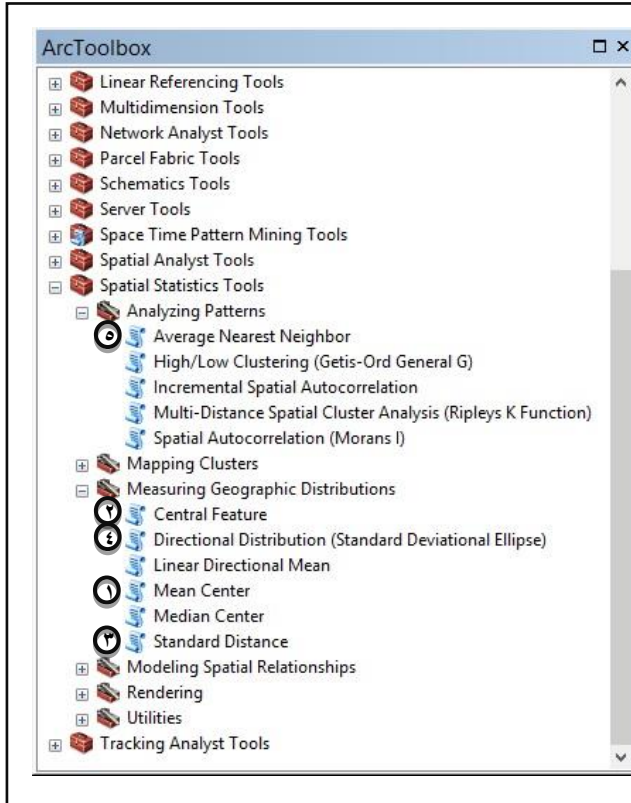 ArcToolbox
Linear Referencing Tools
Multidimension Tools
Network Analyst Tools
Parcel Fabric Tools
Schematics Tools
Server Tools
Space Time Pattern Mining Tools
Spatial Analyst Tools
Spatial Statistics Tools
Analyzing Patterns
٥ Average Nearest Neighbor
High/Low Clustering (Getis-Ord General G)
Incremental Spatial Autocorrelation
Multi-Distance Spatial Cluster Analysis (Ripleys K Function)
Spatial Autocorrelation (Morans I)
Mapping Clusters
Measuring Geographic Distributions
٢ Central Feature
٤ Directional Distribution (Standard Deviational Ellipse)
Linear Directional Mean
١ Mean Center
Median Center
٣ Standard Distance
Modeling Spatial Relationships
Rendering
Utilities
Tracking Analyst Tools